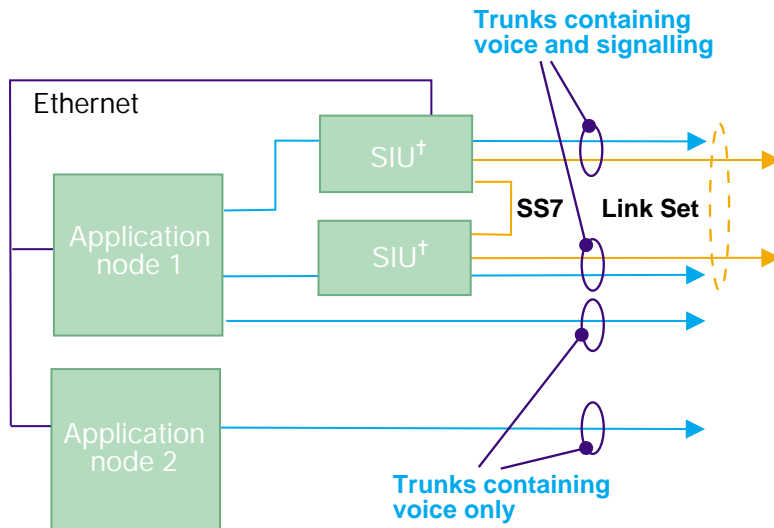 Trunks containing
voice and signalling
Ethernet
SIU†
SS7
Link Set
Application
node 1
SIU†
Application
node 2
Trunks containing
voice only